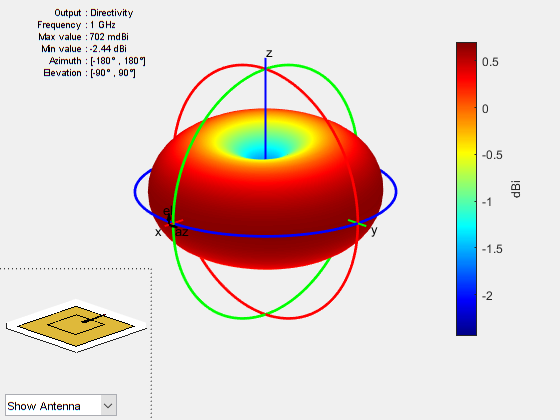 Output : Directivity
Frequency : 1 GHz
Max value : 702 mdBi
Min value : -2.44 dBi
Azimuth : [-180° , 180°]
Elevation : [-90° , 90°]
z
x
az
y
0.5
0
-0.5
-1
-1.5
-2
dBi
Show Antenna